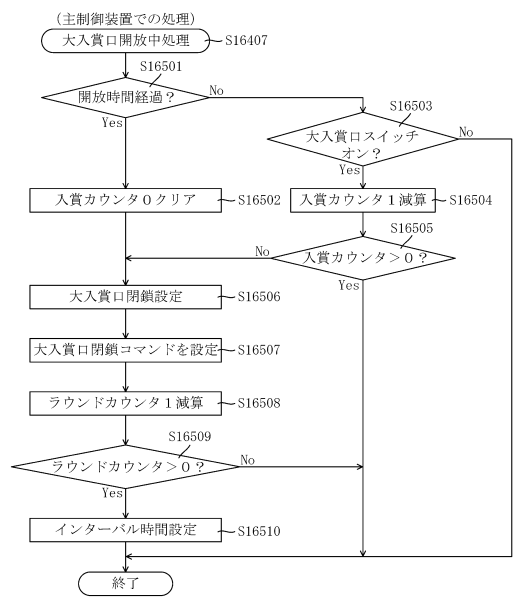 （主制御装置での処理）
大入賞口開放中処理
S16407
S16501
開放時間経過？
No
Yes
S16503
大入賞口スイッチ
オン？
No
Yes
入賞カウンタ０クリア
S16502
入賞カウンタ１減算
S16504
S16505
入賞カウンタ＞０？
No
Yes
大入賞口閉鎖設定
S16506
大入賞口閉鎖コマンドを設定
S16507
ラウンドカウンタ１減算
S16508
S16509
ラウンドカウンタ＞０？
No
Yes
インターバル時間設定
S16510
終了